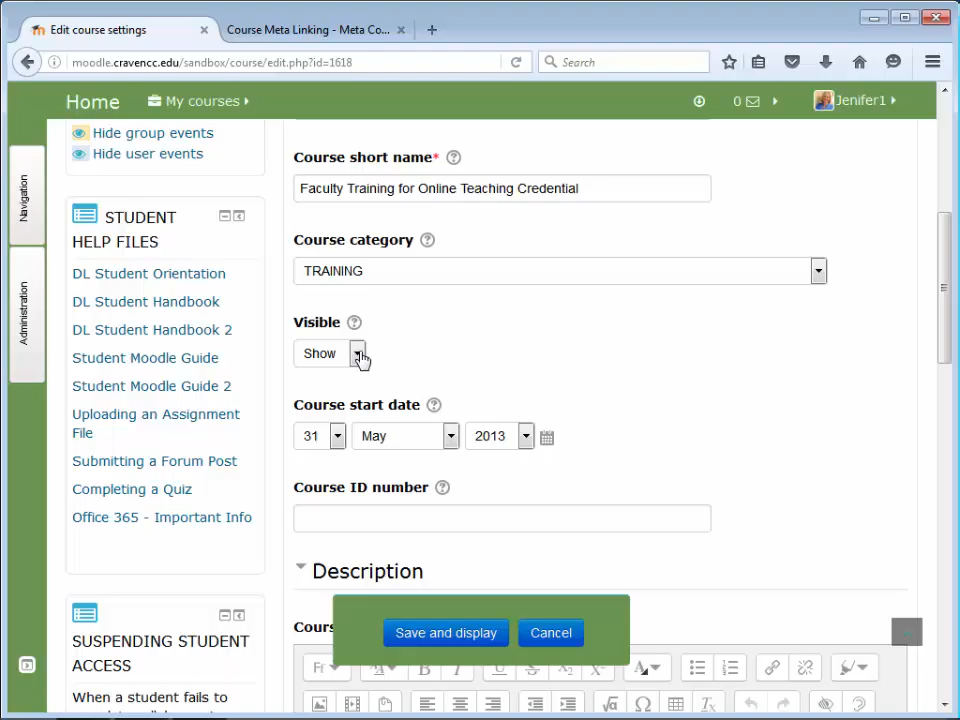 Edit course settings
Course Meta Linking - Meta Co...
moodle.cravencc.edu/sandbox/course/edit.php?id=1618
Search
Home
My courses
0
Jenifer1
Navigation
Administration
Hide group events
Hide user events
STUDENT
HELP FILES
DL Student Orientation
DL Student Handbook
DL Student Handbook 2
Student Moodle Guide
Student Moodle Guide 2
Uploading an Assignment
File
Submitting a Forum Post
Completing a Quiz
Office 365 - Important Info
SUSPENDING STUDENT
ACCESS
When a student fails to
Course short name*
Faculty Training for Online Teaching Credential
Course category
TRAINING
Visible
Show
Course start date
31 May 2013
Course ID number
Description
Save and display Cancel